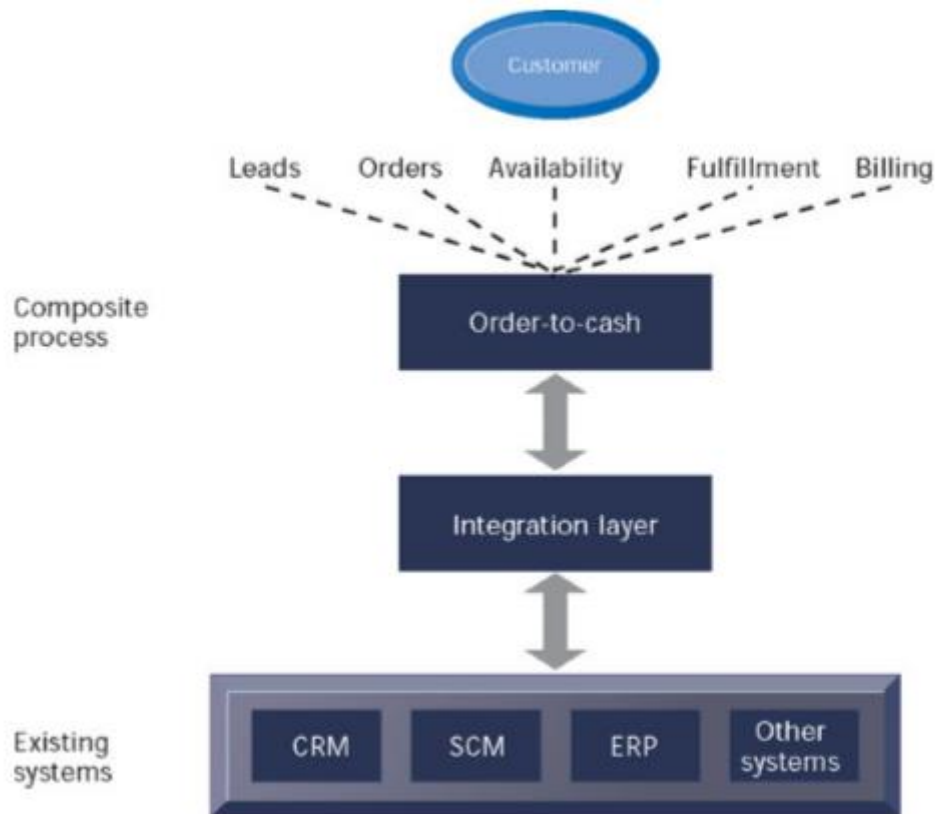 Customer
Leads Orders Availability Fulfillment Billing
Composite
process
Order-to-cash
Integration layer
Existing
systems
CRM SCM ERP Other
systems